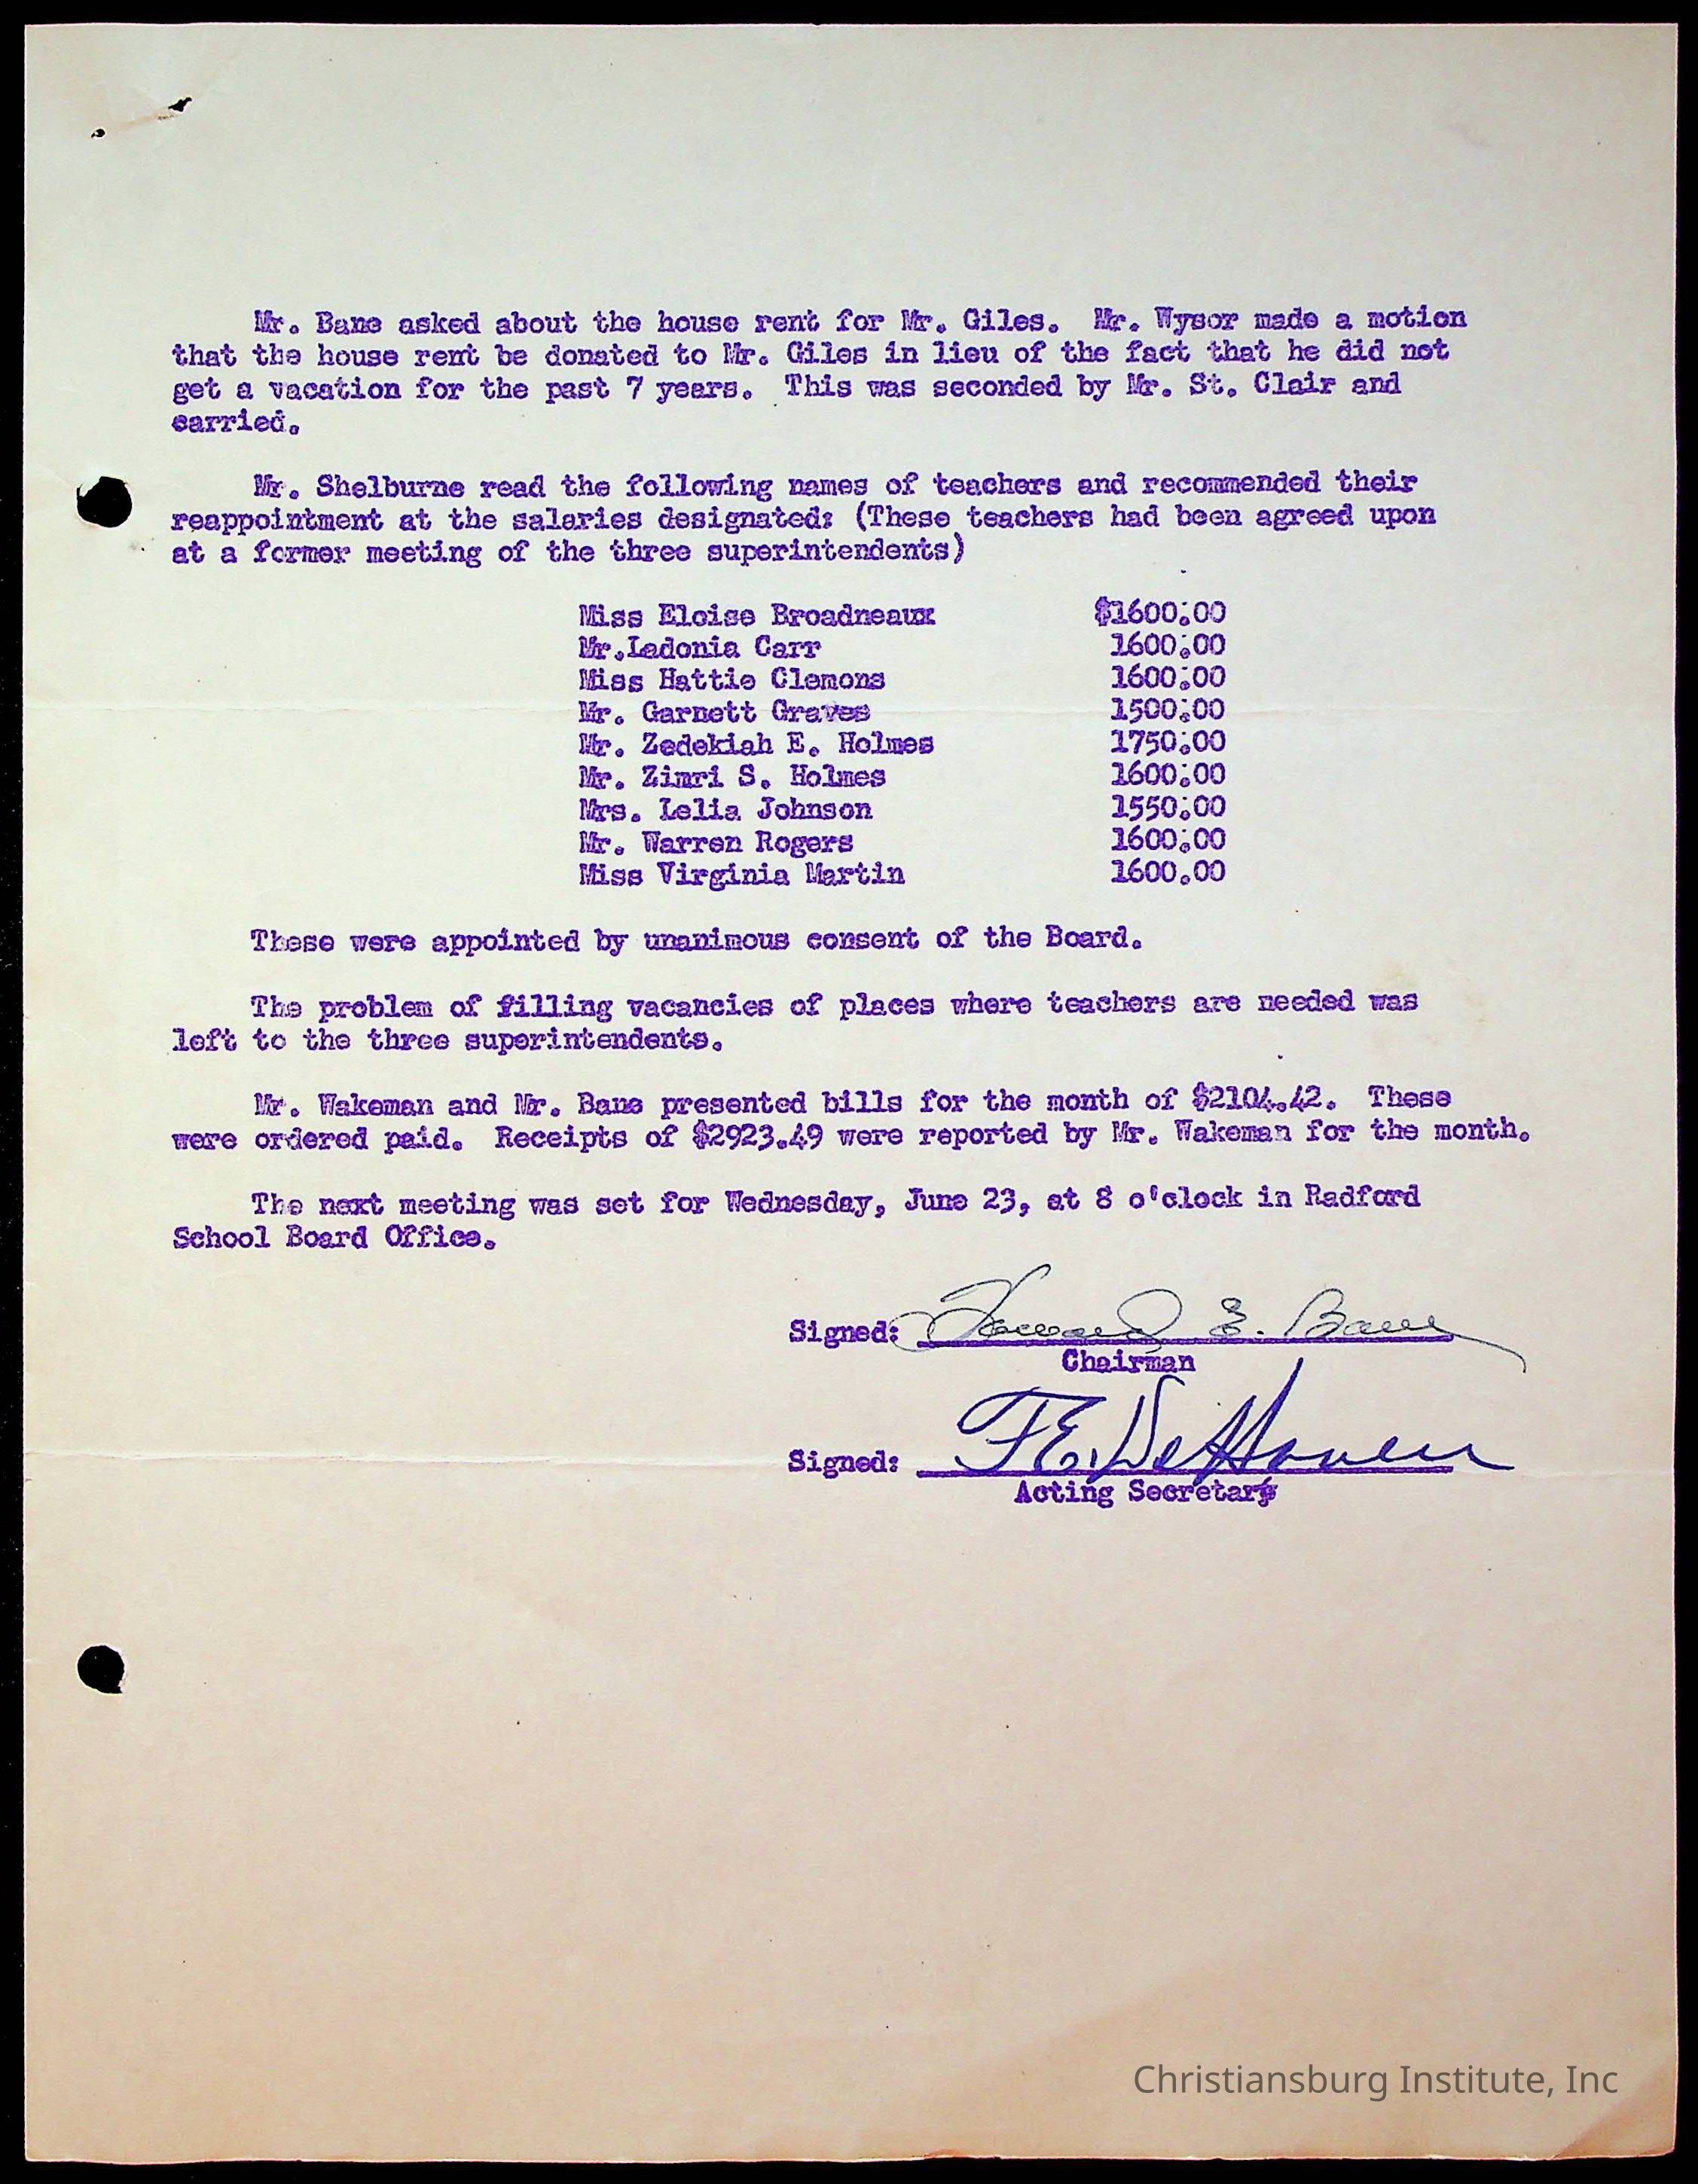 Mr. Bane asked about the house rent for Mr. Giles. Mr. Wysor made a motion
that the house rent be donated to Mr. Giles in lieu of the fact that he did not
get a vacation for the past 7 years. This was seconded by Mr. St. Clair and
carried.
Mr. Shelburne read the following names of teachers and recommended their
reappointment at the salaries designated: (These teachers had been agreed upon
at a former meeting of the three superintendents)
Miss Eloise Broadneaux $1600.00
Mr.Ladonia Carr 1600.00
Miss Hattie Clemons 1600.00
Mr. Garnett Graves 1500.00
Mr. Zedekiah E. Holmes 1750.00
Mr. Zimri S. Holmes 1600.00
Mrs. Lelia Johnson 1550.00
Mr. Warren Rogers 1600.00
Miss Virginia Martin 1600.00
These were appointed by unanimous consent of the Board.
The problem of filling vacancies of places where teachers are needed was
left to the three superintendents.
Mr. Wakeman and Mr. Bane presented bills for the month of $2104.42. These
were ordered paid. Receipts of $2923.49 were reported by Mr. Wakeman for the month.
The next meeting was set for Wednesday, June 23, at 8 o'clock in Radford
School Board Office.
Signed: Howard E. Bane
Chairman
Signed: F.E. DeHaven
Acting Secretary
Christiansburg Institute, Inc